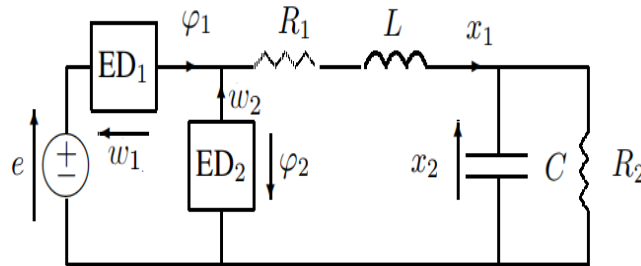 φ₁ R₁ L x₁
ED₁
w₂
e + − w₁ ED₂ φ₂ x₂ C R₂